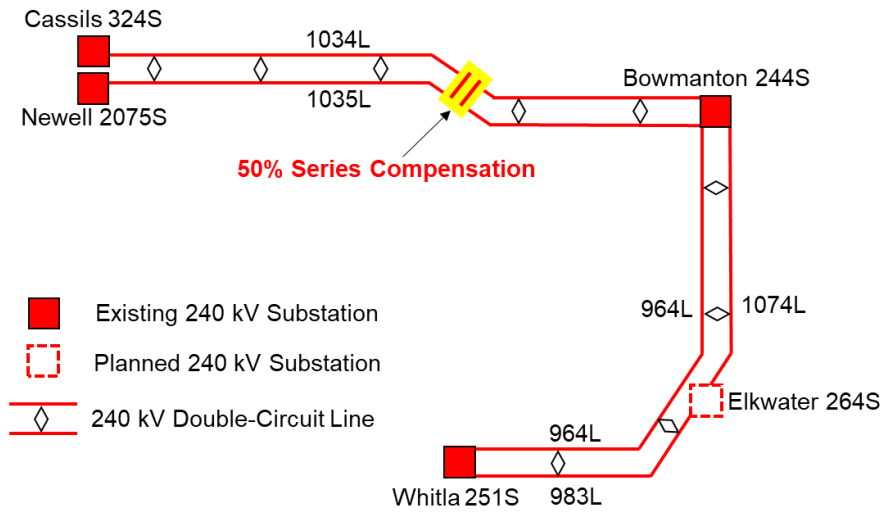 Cassils 324S
1034L
1035L
Newell 2075S
Bowmanton 244S
50% Series Compensation
964L
1074L
Existing 240 kV Substation
Planned 240 kV Substation
240 kV Double-Circuit Line
Elkwater 264S
964L
Whitla 251S
983L